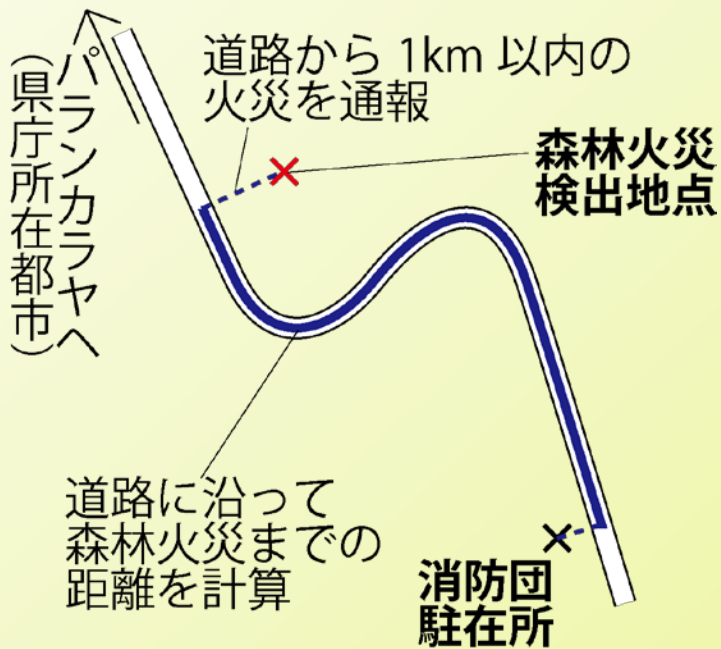 パランカラヤへ
（県庁所在都市）
道路から 1km 以内の
火災を通報
森林火災
検出地点
道路に沿って
森林火災までの
距離を計算
消防団
駐在所